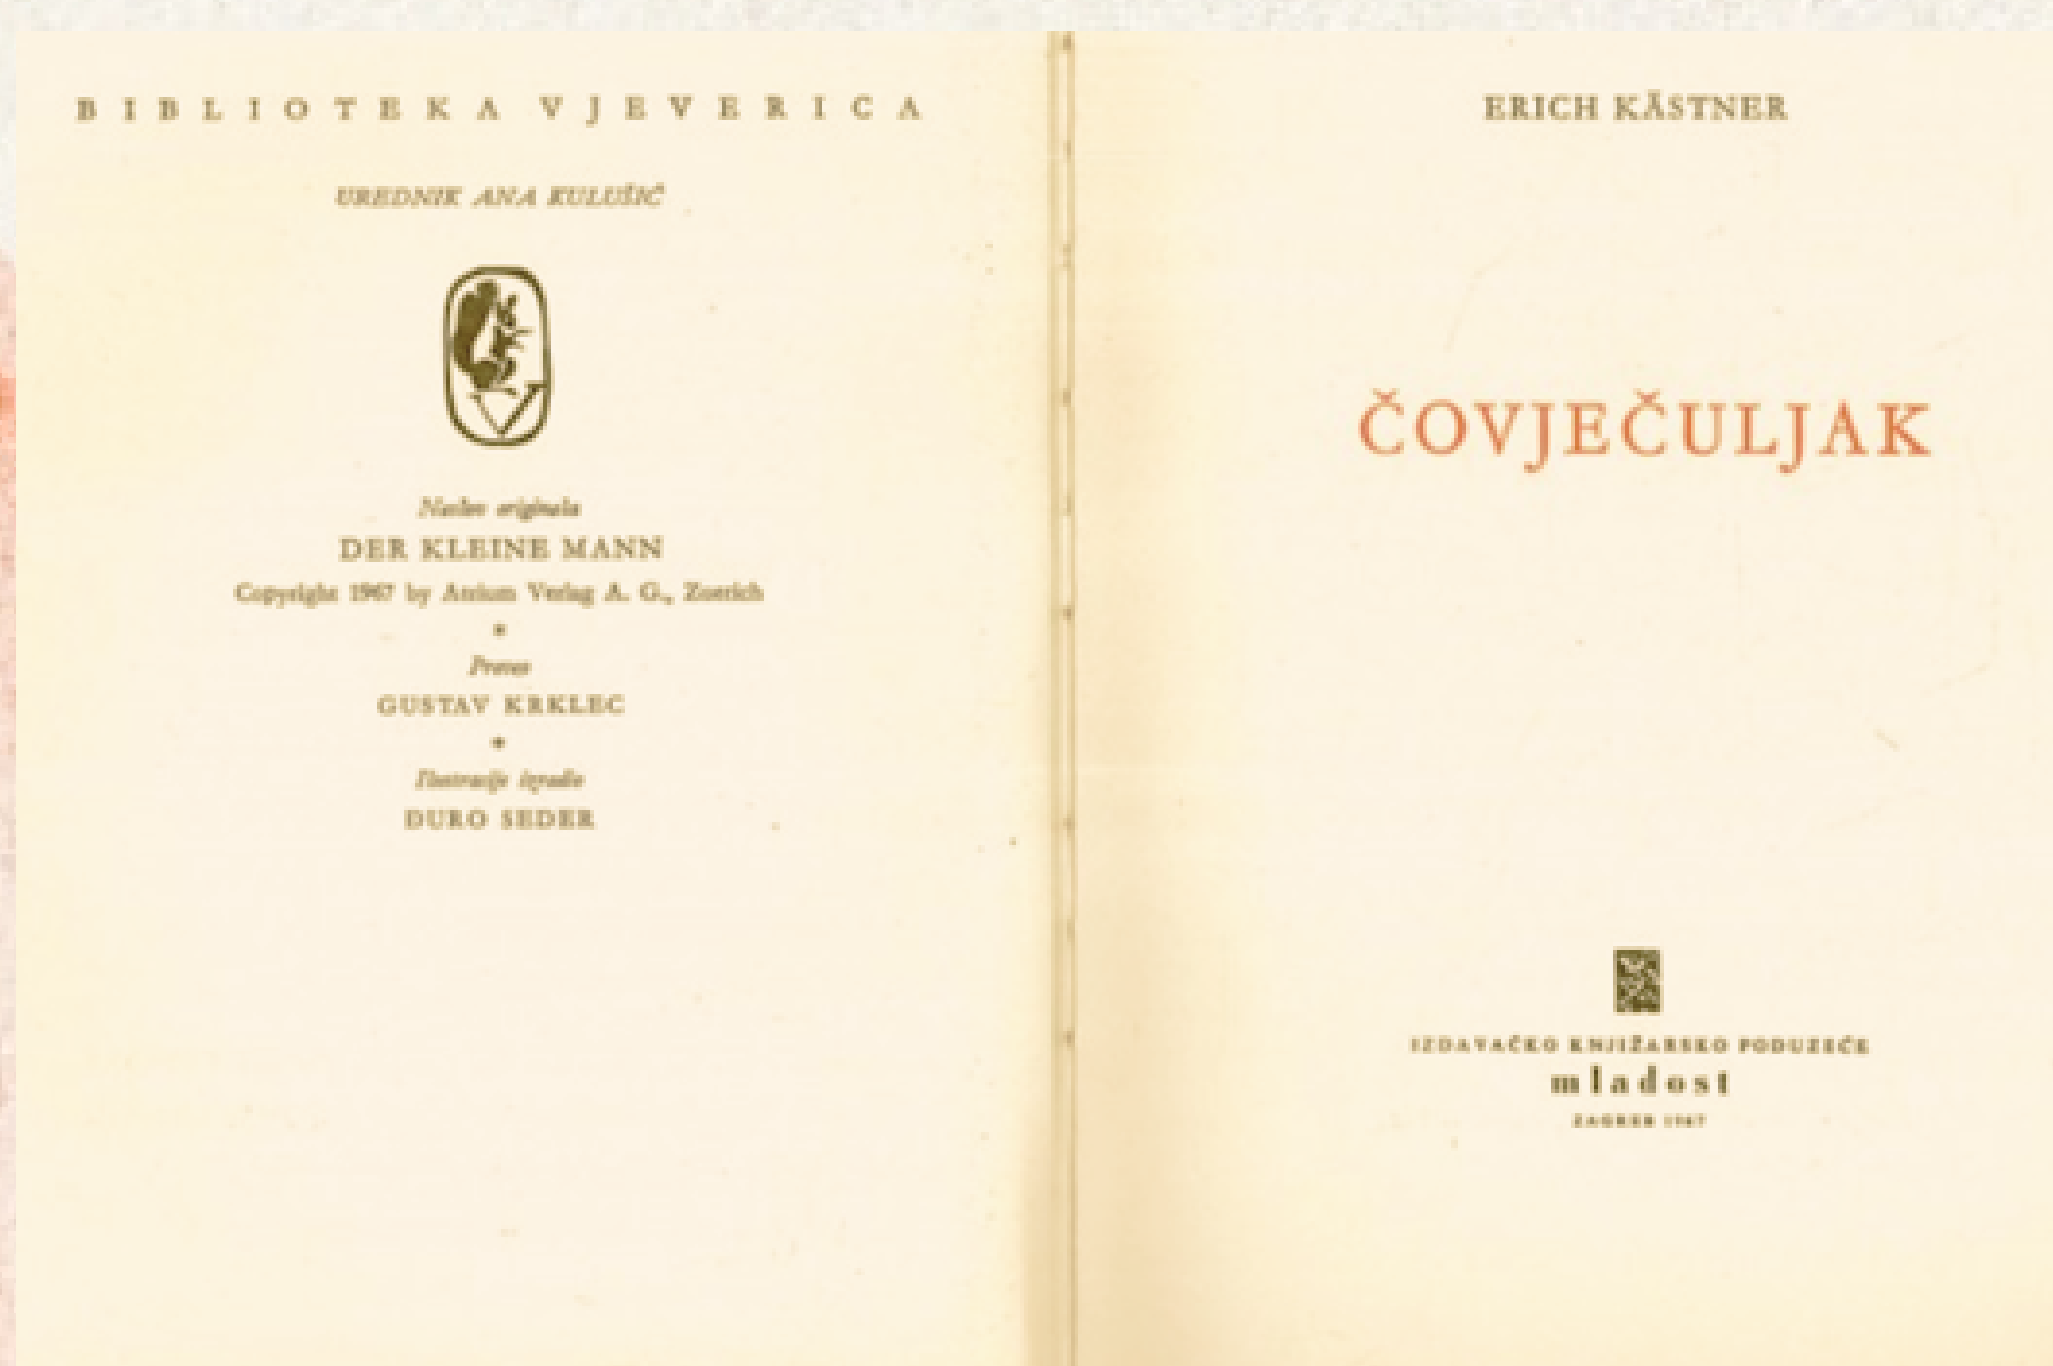 BIBLIOTEKA VJEVERICA
UREDNIK ANA KULUŠIĆ
V
Naslov originala
DER KLEINE MANN
Copyright 1967 by Atrium Verlag A. G., Zuerich
*
Preveo
GUSTAV KRKLEC
*
Ilustracije izradio
ĐURO SEDER
ERICH KÄSTNER
ČOVJEČULJAK
IZDAVAČKO KNJIŽARSKO PODUZEĆE
mladost
ZAGREB 1967